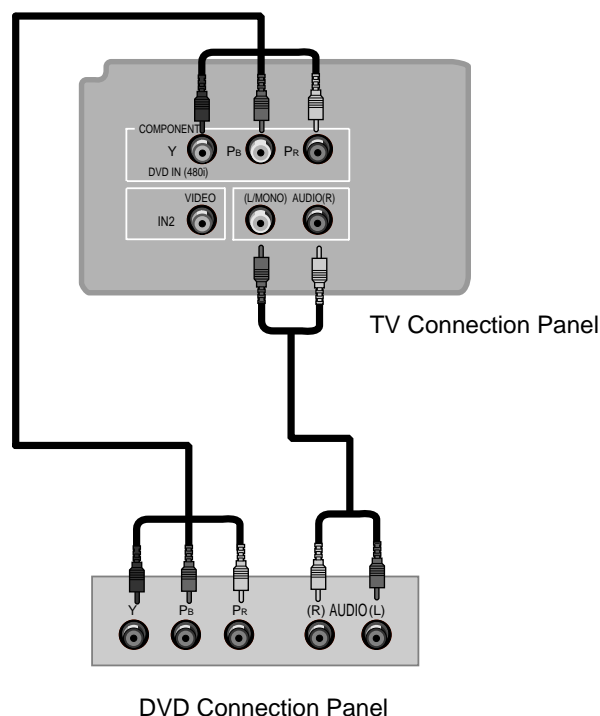 COMPONENT
Y PB PR
DVD IN (480i)
VIDEO (L/MONO) AUDIO(R)
IN2
TV Connection Panel
Y PB PR (R) AUDIO (L)
DVD Connection Panel